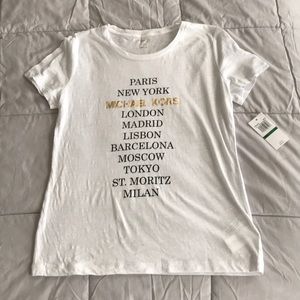 PARIS
NEW YORK
MICHAEL KORS
LONDON
MADRID
LISBON
BARCELONA
MOSCOW
TOKYO
ST. MORITZ
MILAN